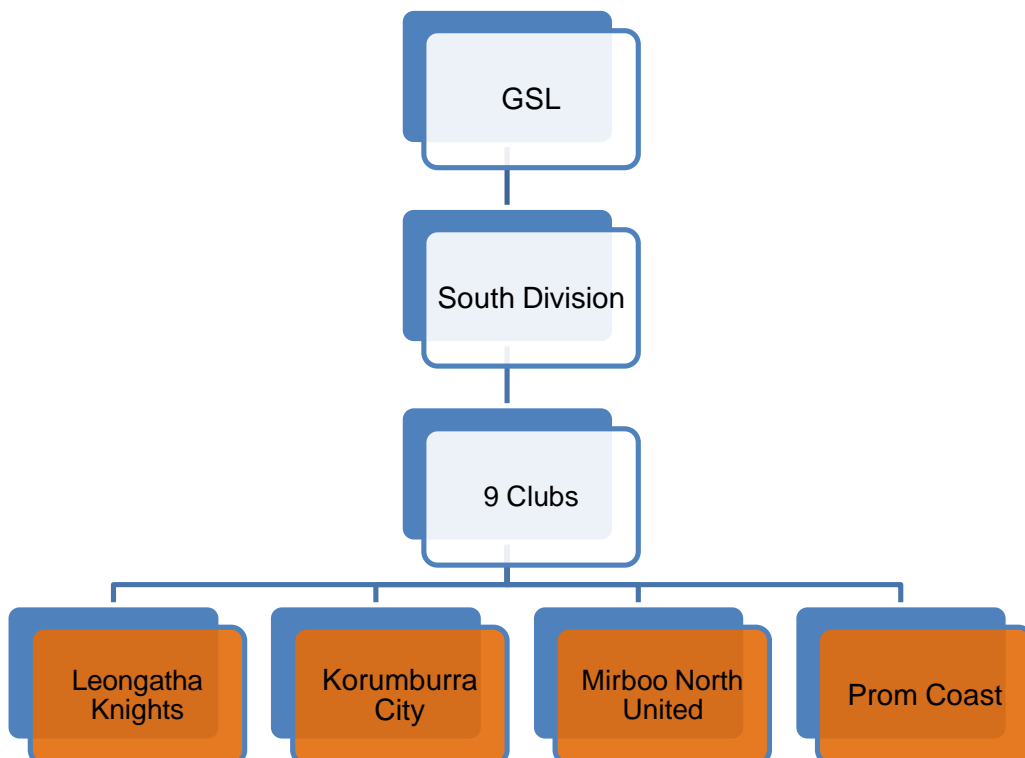 GSL
South Division
9 Clubs
Leongatha
Knights
Korumburra
City
Mirboo North
United
Prom Coast